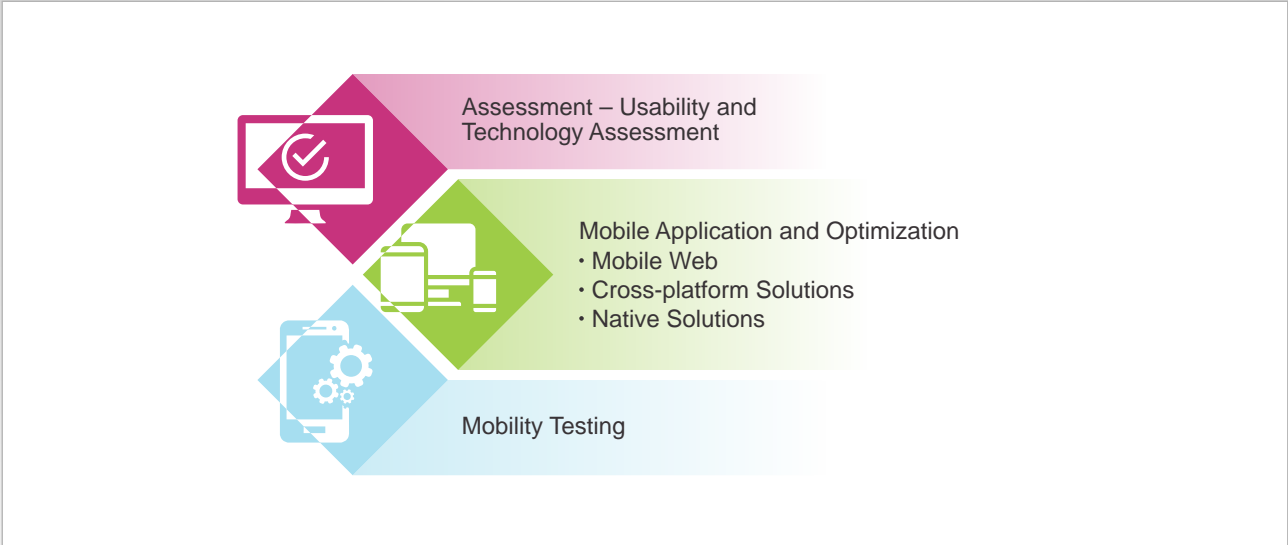 Assessment – Usability and
Technology Assessment
Mobile Application and Optimization
· Mobile Web
· Cross-platform Solutions
· Native Solutions
Mobility Testing